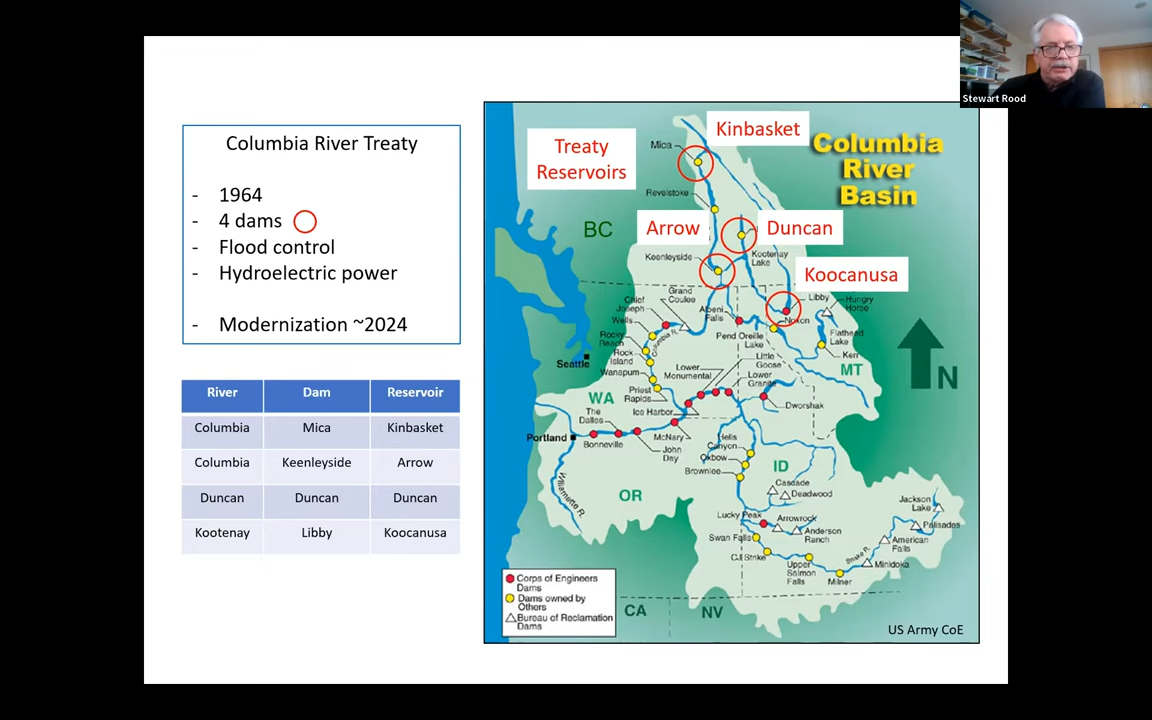 Stewart Rood
Columbia River Treaty
- 1964
- 4 dams
- Flood control
- Hydroelectric power
- Modernization ~2024
River Dam Reservoir
Columbia Mica Kinbasket
Columbia Keenleyside Arrow
Duncan Duncan Duncan
Kootenay Libby Koocanusa
Columbia
River
Basin
Kinbasket
Treaty
Reservoirs
Mica
Revelstoke
BC
Arrow
Duncan
Keenleyside
Kootenay
Lake
Koocanusa
Libby
Hungry
Horse
Grand
Coulee
Chief
Joseph
Albeni
Falls
Noxon
Wells
Columbia R.
Pend Oreille
Lake
Flathead
Lake
Rocky
Reach
Rock
Island
Kerr
Seattle
Wanapum
Lower
Monumental
Little
Goose
Lower
Granite
MT
N
WA
Priest
Rapids
Ice Harbor
Dworshak
The
Dalles
Portland
Bonneville
McNary
John
Day
Hells
Canyon
Oxbow
Brownlee
ID
Willamette R.
OR
Cascade
Deadwood
Jackson
Lake
Lucky Peak
Arrowrock
Anderson
Ranch
Palisades
Swan Falls
American
Falls
CJ Strike
Upper
Salmon
Falls
Snake R.
Minidoka
Milner
Corps of Engineers
Dams
Dams owned by
Others
Bureau of Reclamation
Dams
CA
NV
US Army CoE